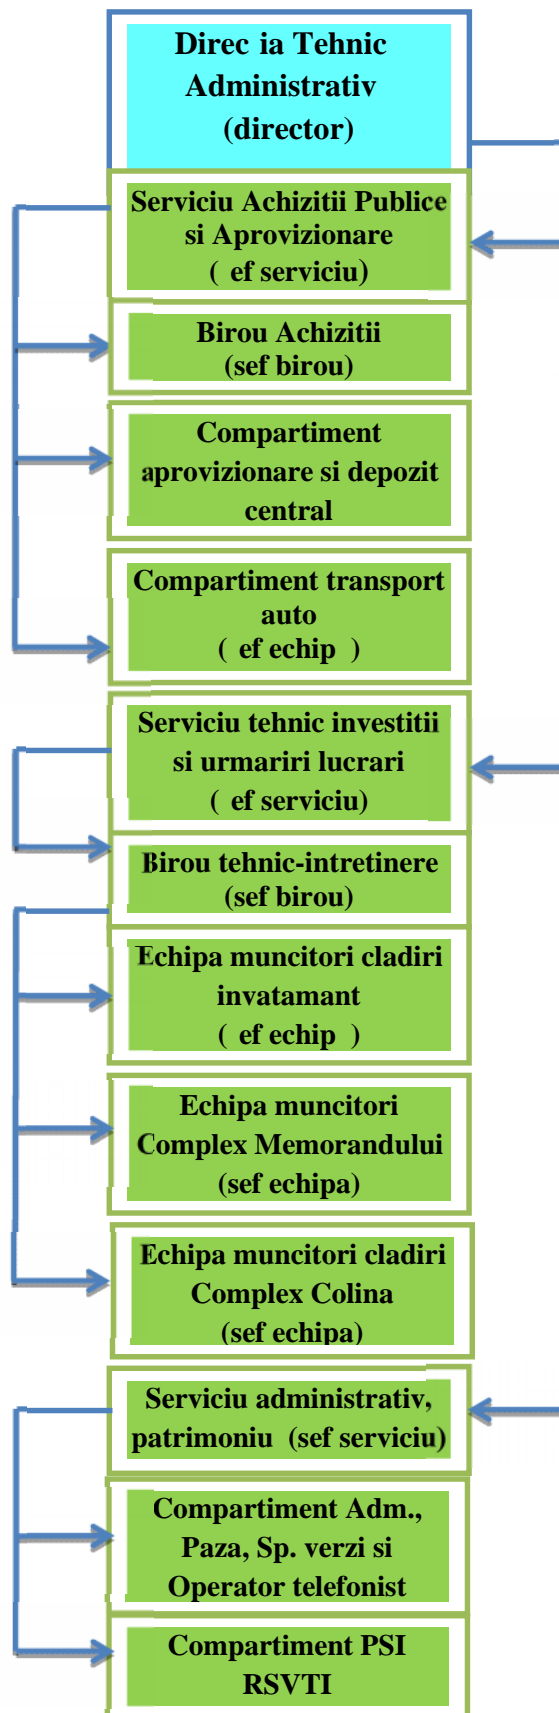 Direc ia Tehnic
Administrativ
(director)
Serviciu Achizitii Publice
si Aprovizionare
( ef serviciu)
Birou Achizitii
(sef birou)
Compartiment
aprovizionare si depozit
central
Compartiment transport
auto
( ef echip )
Serviciu tehnic investitii
si urmariri lucrari
( ef serviciu)
Birou tehnic-intretinere
(sef birou)
Echipa muncitori cladiri
invatamant
( ef echip )
Echipa muncitori
Complex Memorandului
(sef echipa)
Echipa muncitori cladiri
Complex Colina
(sef echipa)
Serviciu administrativ,
patrimoniu (sef serviciu)
Compartiment Adm.,
Paza, Sp. verzi si
Operator telefonist
Compartiment PSI
RSVTI